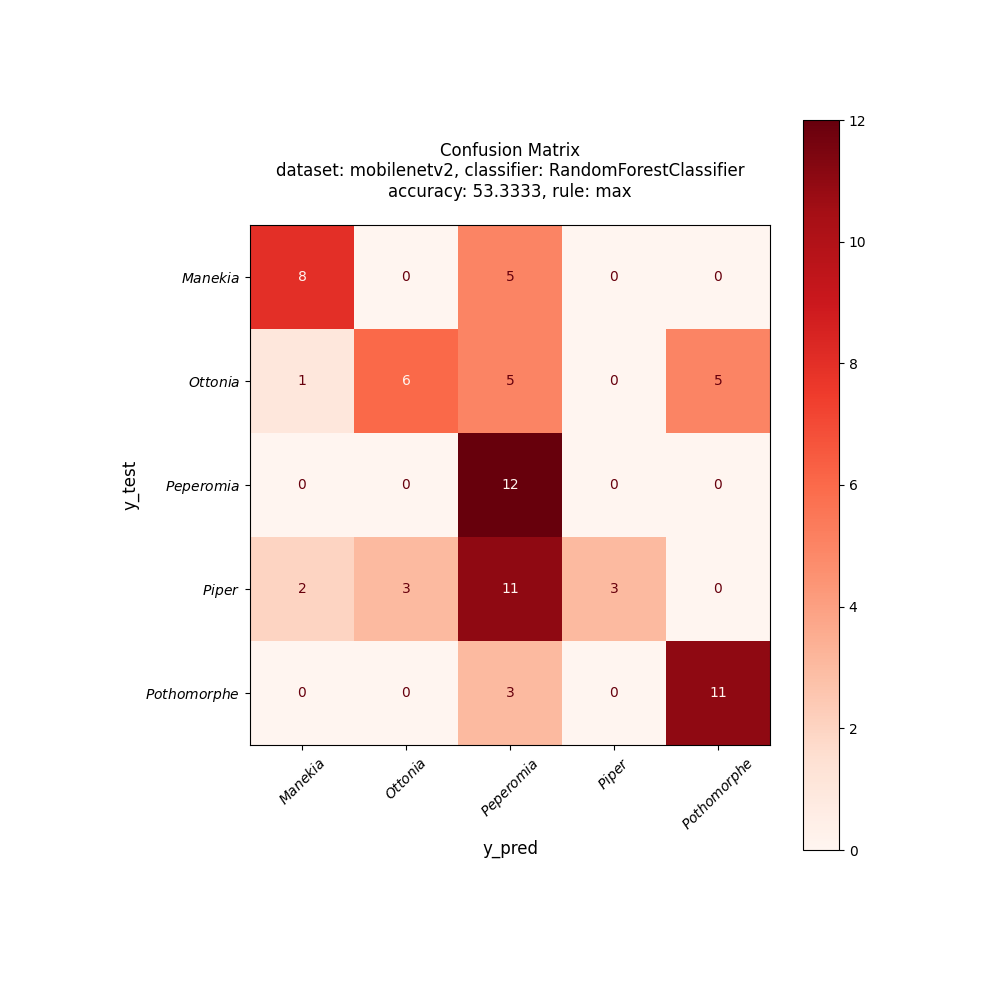 Confusion Matrix
dataset: mobilenetv2, classifier: RandomForestClassifier
accuracy: 53.3333, rule: max
y_test
Manekia 8 0 5 0 0
Ottonia 1 6 5 0 5
Peperomia 0 0 12 0 0
Piper 2 3 11 3 0
Pothomorphe 0 0 3 0 11
Manekia Ottonia Peperomia Piper Pothomorphe
y_pred
12
10
8
6
4
2
0